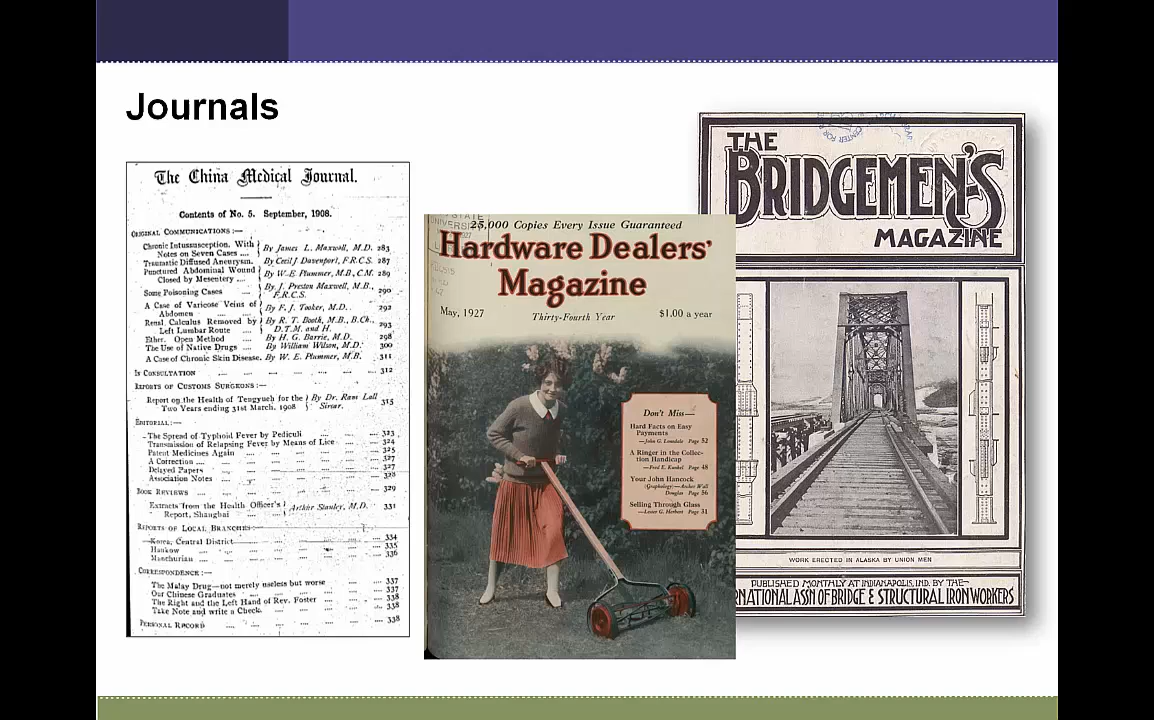 Journals
The China Medical Journal.
Contents of No. 5. September, 1908.
ORIGINAL COMMUNICATIONS :—
Chronic Intussusception, With
Notes on Seven Cases .... By James L. Maxwell, M.D. 283
Traumatic Diffused Aneurysm. By Cecil J Davenport, F.R.C.S. 287
Punctured Abdominal Wound
Closed by Mesentery .... By W. E. Plummer, M.B., C.M. 289
Some Poisoning Cases .... By J. Preston Maxwell, M.B., F.R.C.S. 290
A Case of Varicose Veins of
Abdomen .... By F. J. Tooker, M.D. . 292
Renal Calculus Removed by
Left Lumbar Route .... By R. T. Booth, M.B., B.Ch., D.T.M. and H. 293
Ether. Open Method .... By H. G. Barrie, M.D. 298
The Use of Native Drugs ... By William Wilson, M.D. 300
A Case of Chronic Skin Disease. By W. E. Plummer, M.B. 311
IN CONSULTATION .... 312
REPORTS OF CUSTOMS SURGEONS :—
Report on the Health of Tengyueh for the
Two Years ending 31st March, 1908 By Dr. Ram Lall Sircar. 315
EDITORIAL :—
The Spread of Typhoid Fever by Pediculi .... 323
Transmission of Relapsing Fever by Means of Lice .... 324
Patent Medicines Again .... 325
A Correction .... 327
Delayed Papers .... 327
Association Notes .... 328
BOOK REVIEWS .... 329
Extracts from the Health Officer's
Report, Shanghai .... Arthur Stanley, M.D. 331
REPORTS OF LOCAL BRANCHES :—
Korea, Central District .... 334
Hankow .... 335
Manchurian .... 336
CORRESPONDENCE :—
The Malay Drug—not merely useless but worse .... 337
Our Chinese Graduates .... 337
The Right and the Left Hand of Rev. Foster .... 338
Take Note and write a Check. .... 338
PERSONAL RECORD .... 338
25,000 Copies Every Issue Guaranteed
Hardware Dealers'
Magazine
May, 1927 Thirty-Fourth Year $1.00 a year
Don't Miss—
Hard Facts on Easy
Payments
—John G. Lonsdale Page 52
A Ringer in the Collec-
tion Handicap
—Fred E. Kunkel Page 48
Your John Hancock
(Graphology)—Archer Wall
Douglas Page 56
Selling Through Glass
—Lester G. Herbert Page 31
THE
BRIDGEMEN'S
MAGAZINE
WORK ERECTED IN ALASKA BY UNION MEN
PUBLISHED MONTHLY AT INDIANAPOLIS, IND. BY THE
RNATIONAL ASSN OF BRIDGE & STRUCTURAL IRON WORKERS